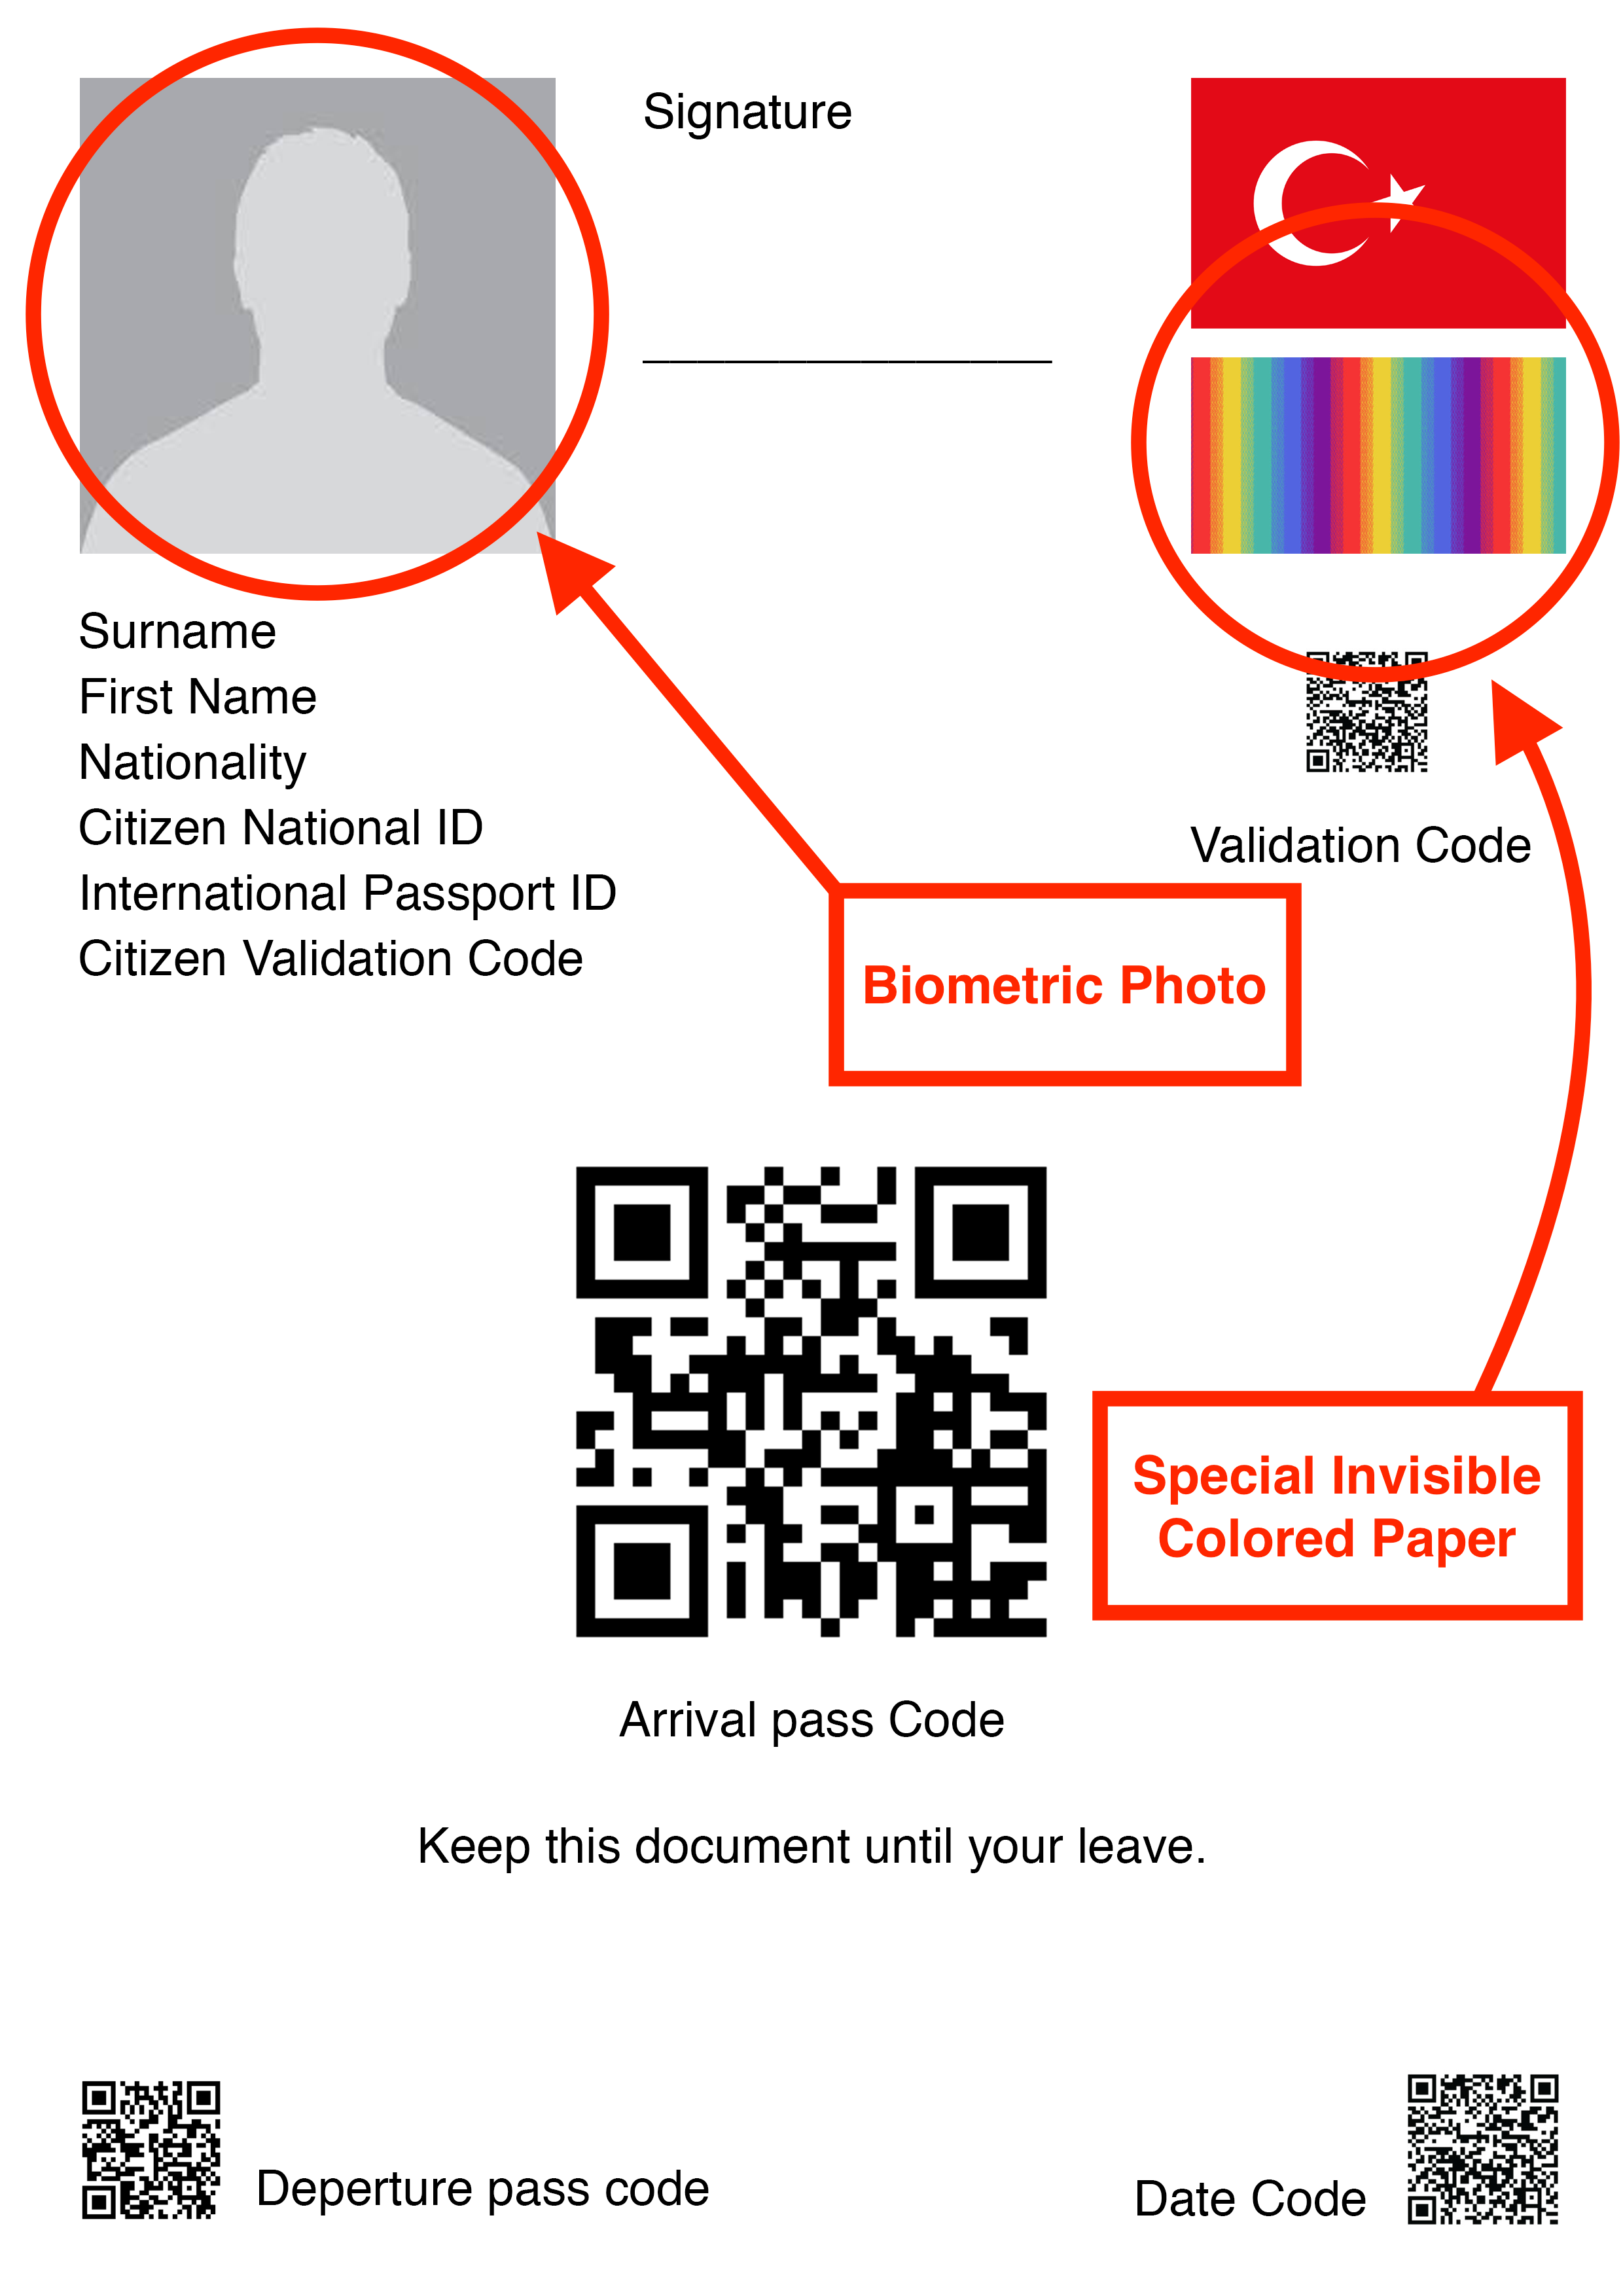 Signature
_______________
Surname
First Name
Nationality
Citizen National ID
International Passport ID
Citizen Validation Code
Validation Code
Biometric Photo
Special Invisible
Colored Paper
Arrival pass Code
Keep this document until your leave.
Deperture pass code
Date Code